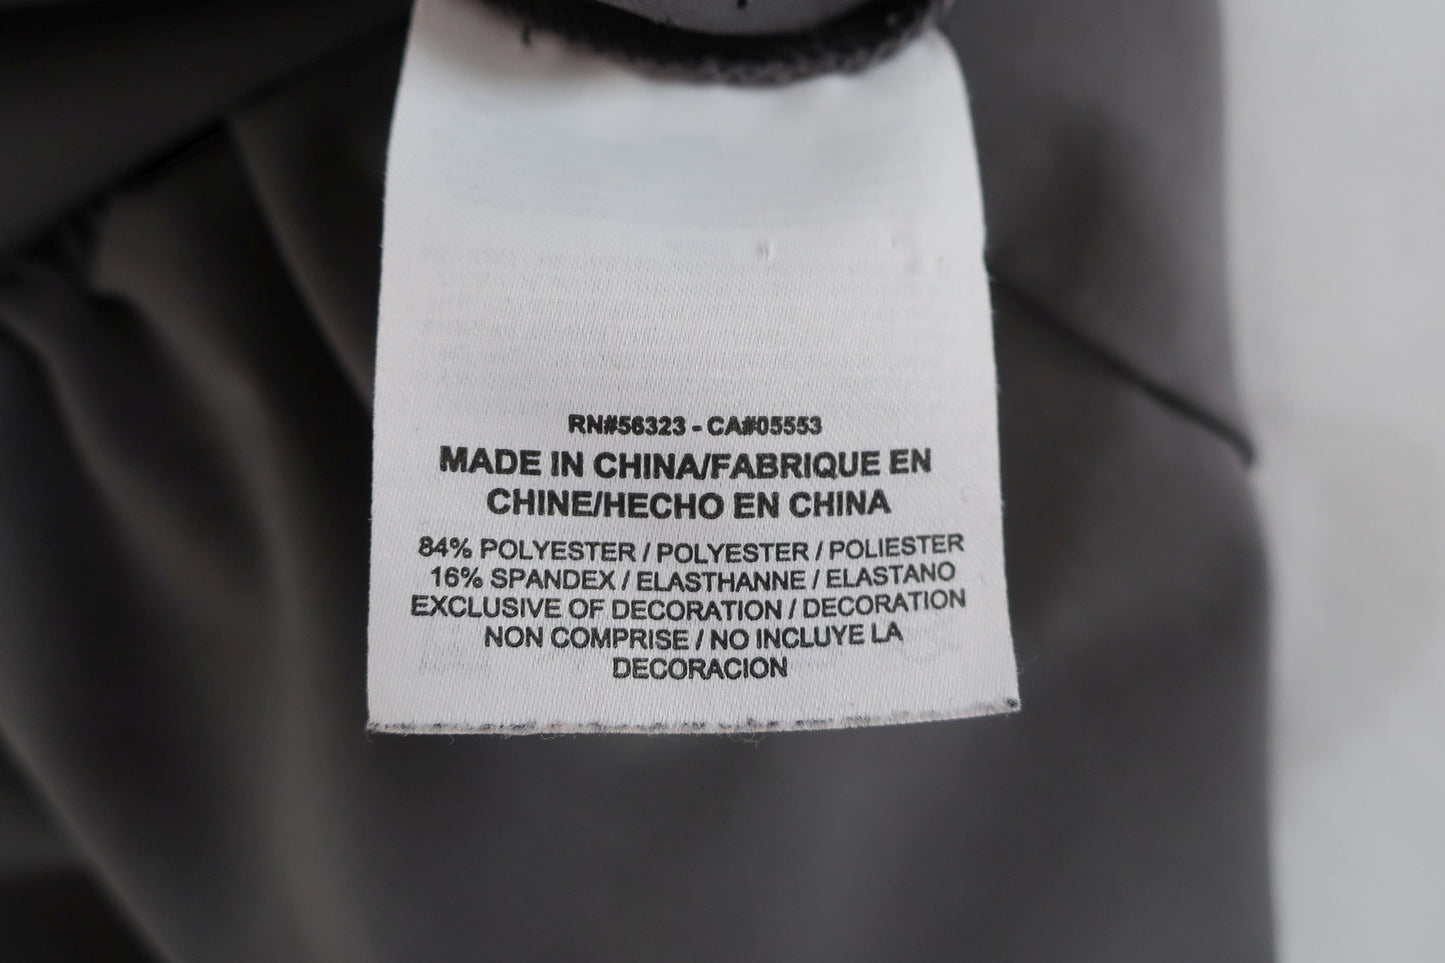 RN#56323 - CA#05553
MADE IN CHINA/FABRIQUE EN
CHINE/HECHO EN CHINA
84% POLYESTER / POLYESTER / POLIESTER
16% SPANDEX / ELASTHANNE / ELASTANO
EXCLUSIVE OF DECORATION / DECORATION
NON COMPRISE / NO INCLUYE LA
DECORACION